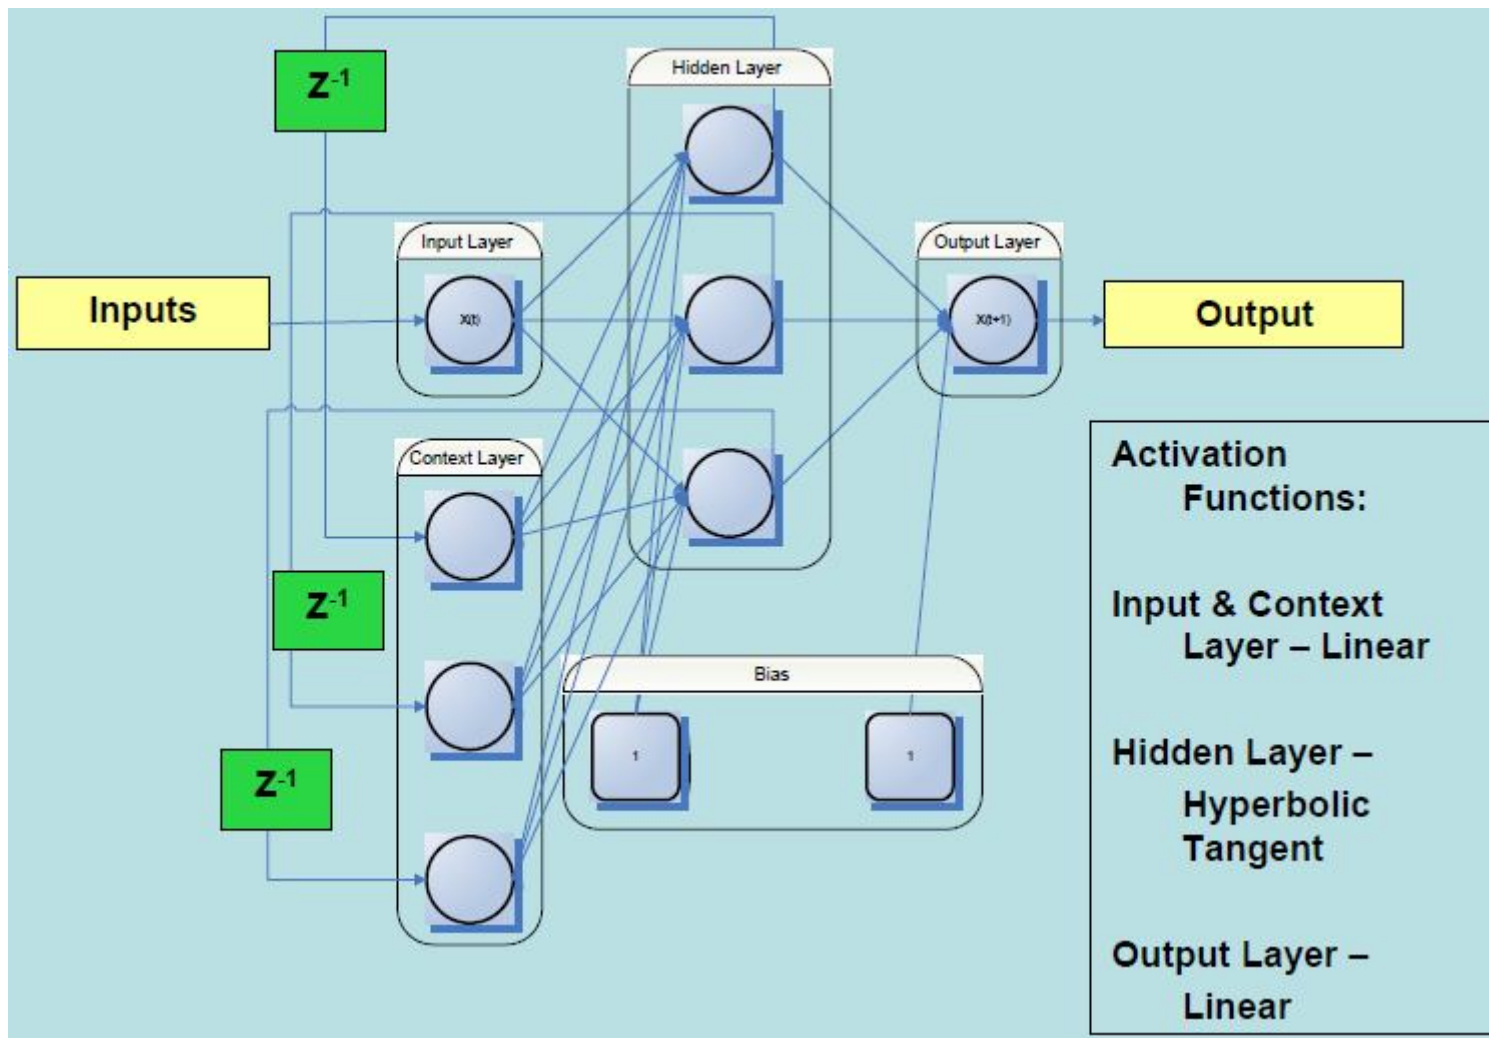 Z-1
Hidden Layer
Input Layer
Output Layer
Inputs
X(t)
X(t+1)
Output
Context Layer
Z-1
Z-1
Bias
1
1
Activation
Functions:
Input & Context
Layer – Linear
Hidden Layer –
Hyperbolic
Tangent
Output Layer –
Linear